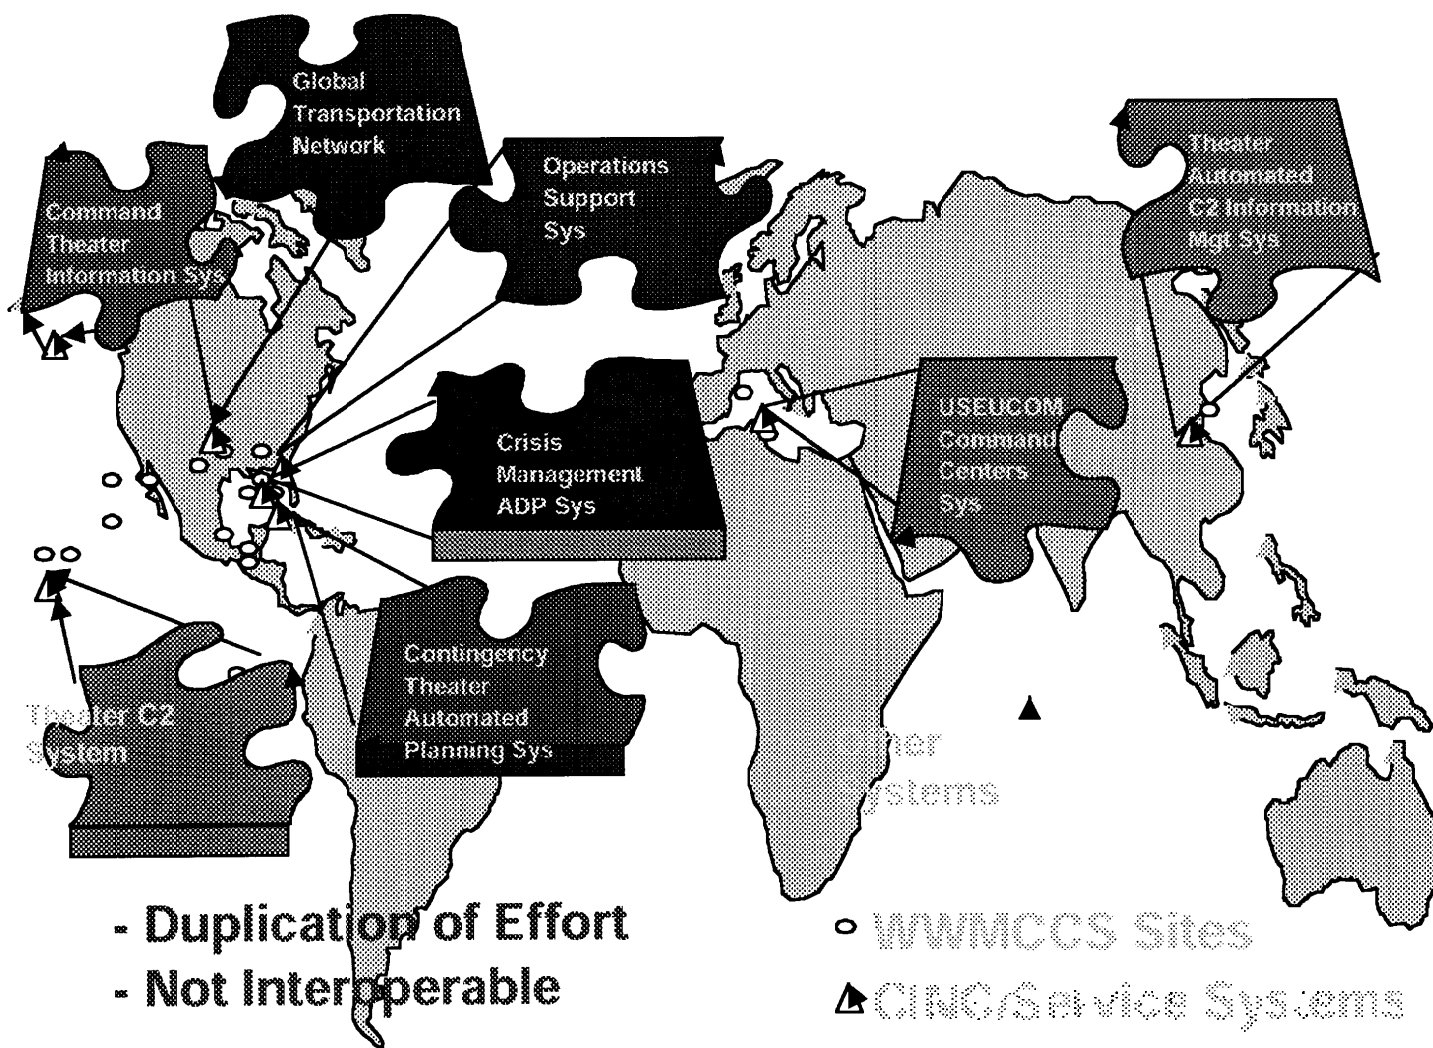 Global
Transportation
Network
Operations
Support
Sys
Theater
Automated
C2 Information
Mgt Sys
Command
Theater
Information Sys
USEUCOM
Command
Centers
Sys
Crisis
Management
ADP Sys
Contingency
Theater
Automated
Planning Sys
Theater C2
System
her
ystems
- Duplication of Effort
- Not Interoperable
WWMCCS Sites
CINC/Service Systems